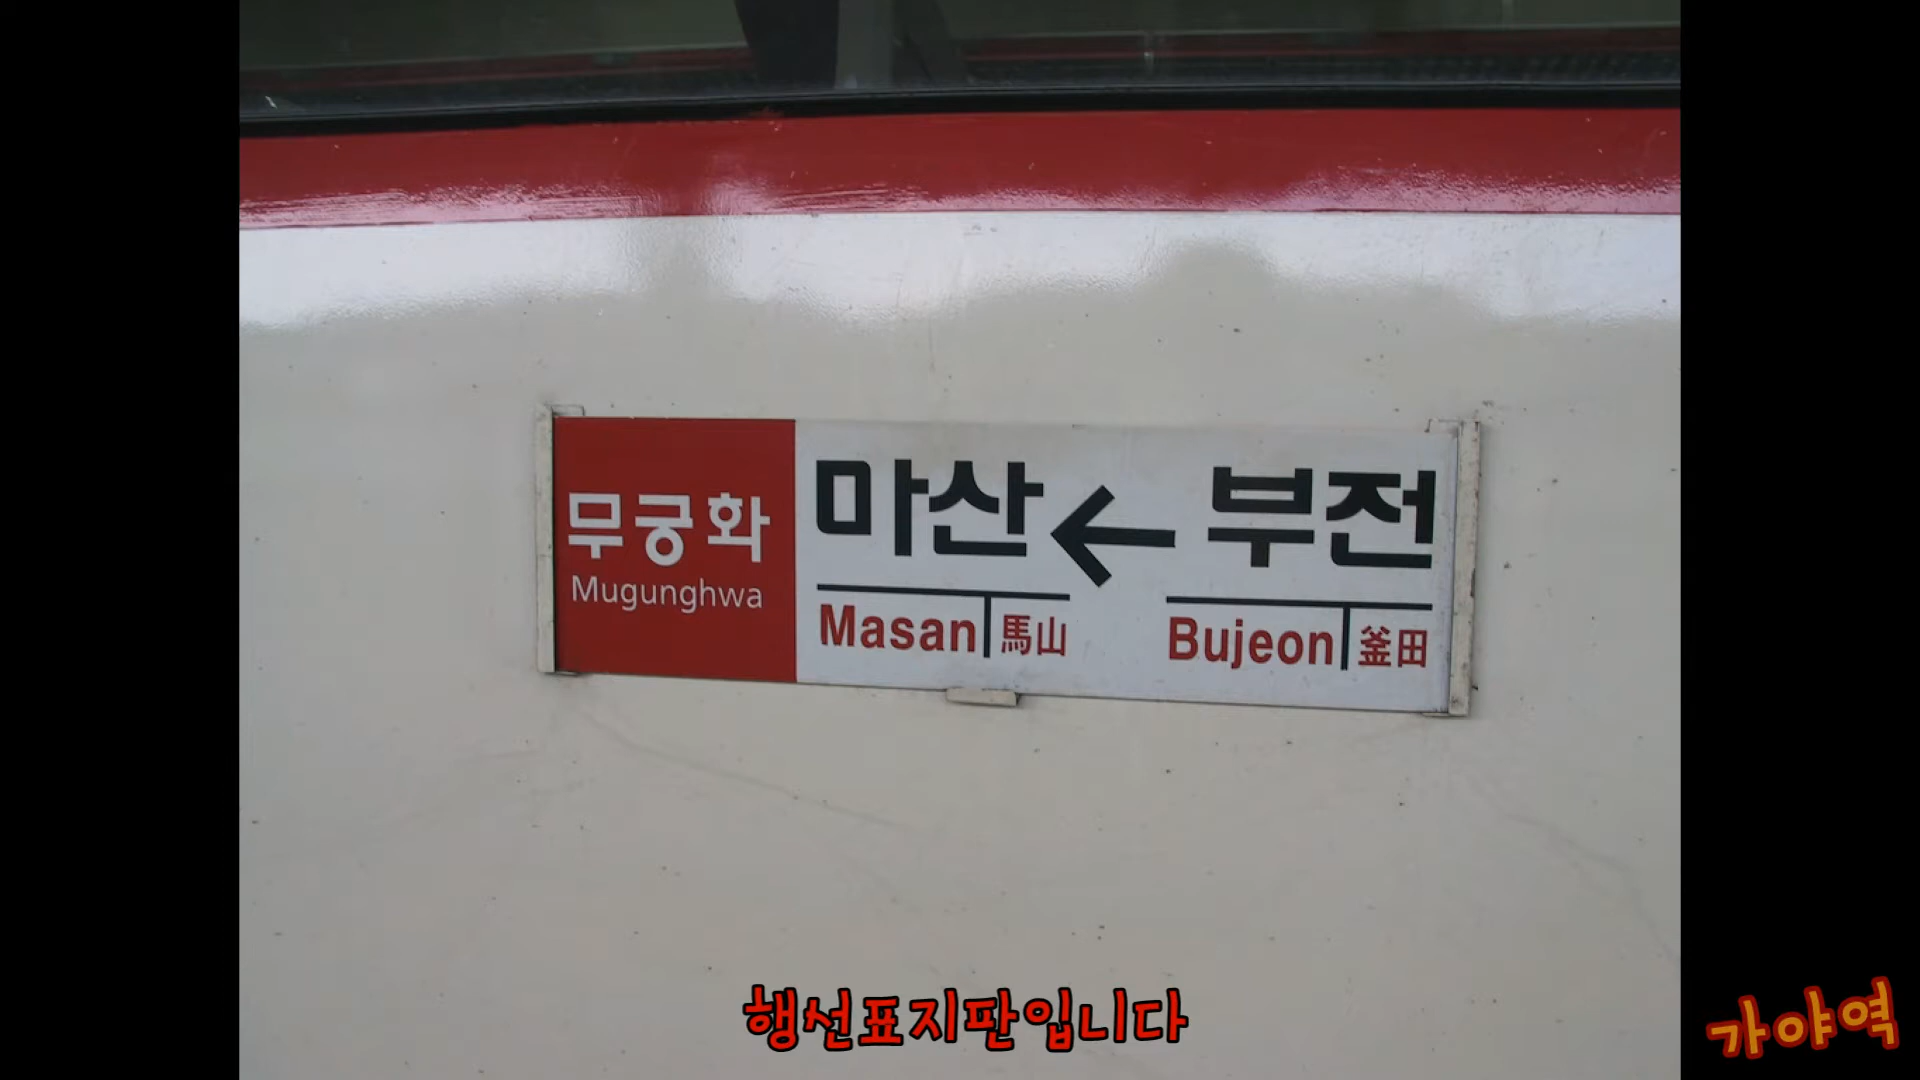 무궁화
Mugunghwa
마산 ← 부전
Masan 馬山
Bujeon 釜田
행선표지판입니다
가야역